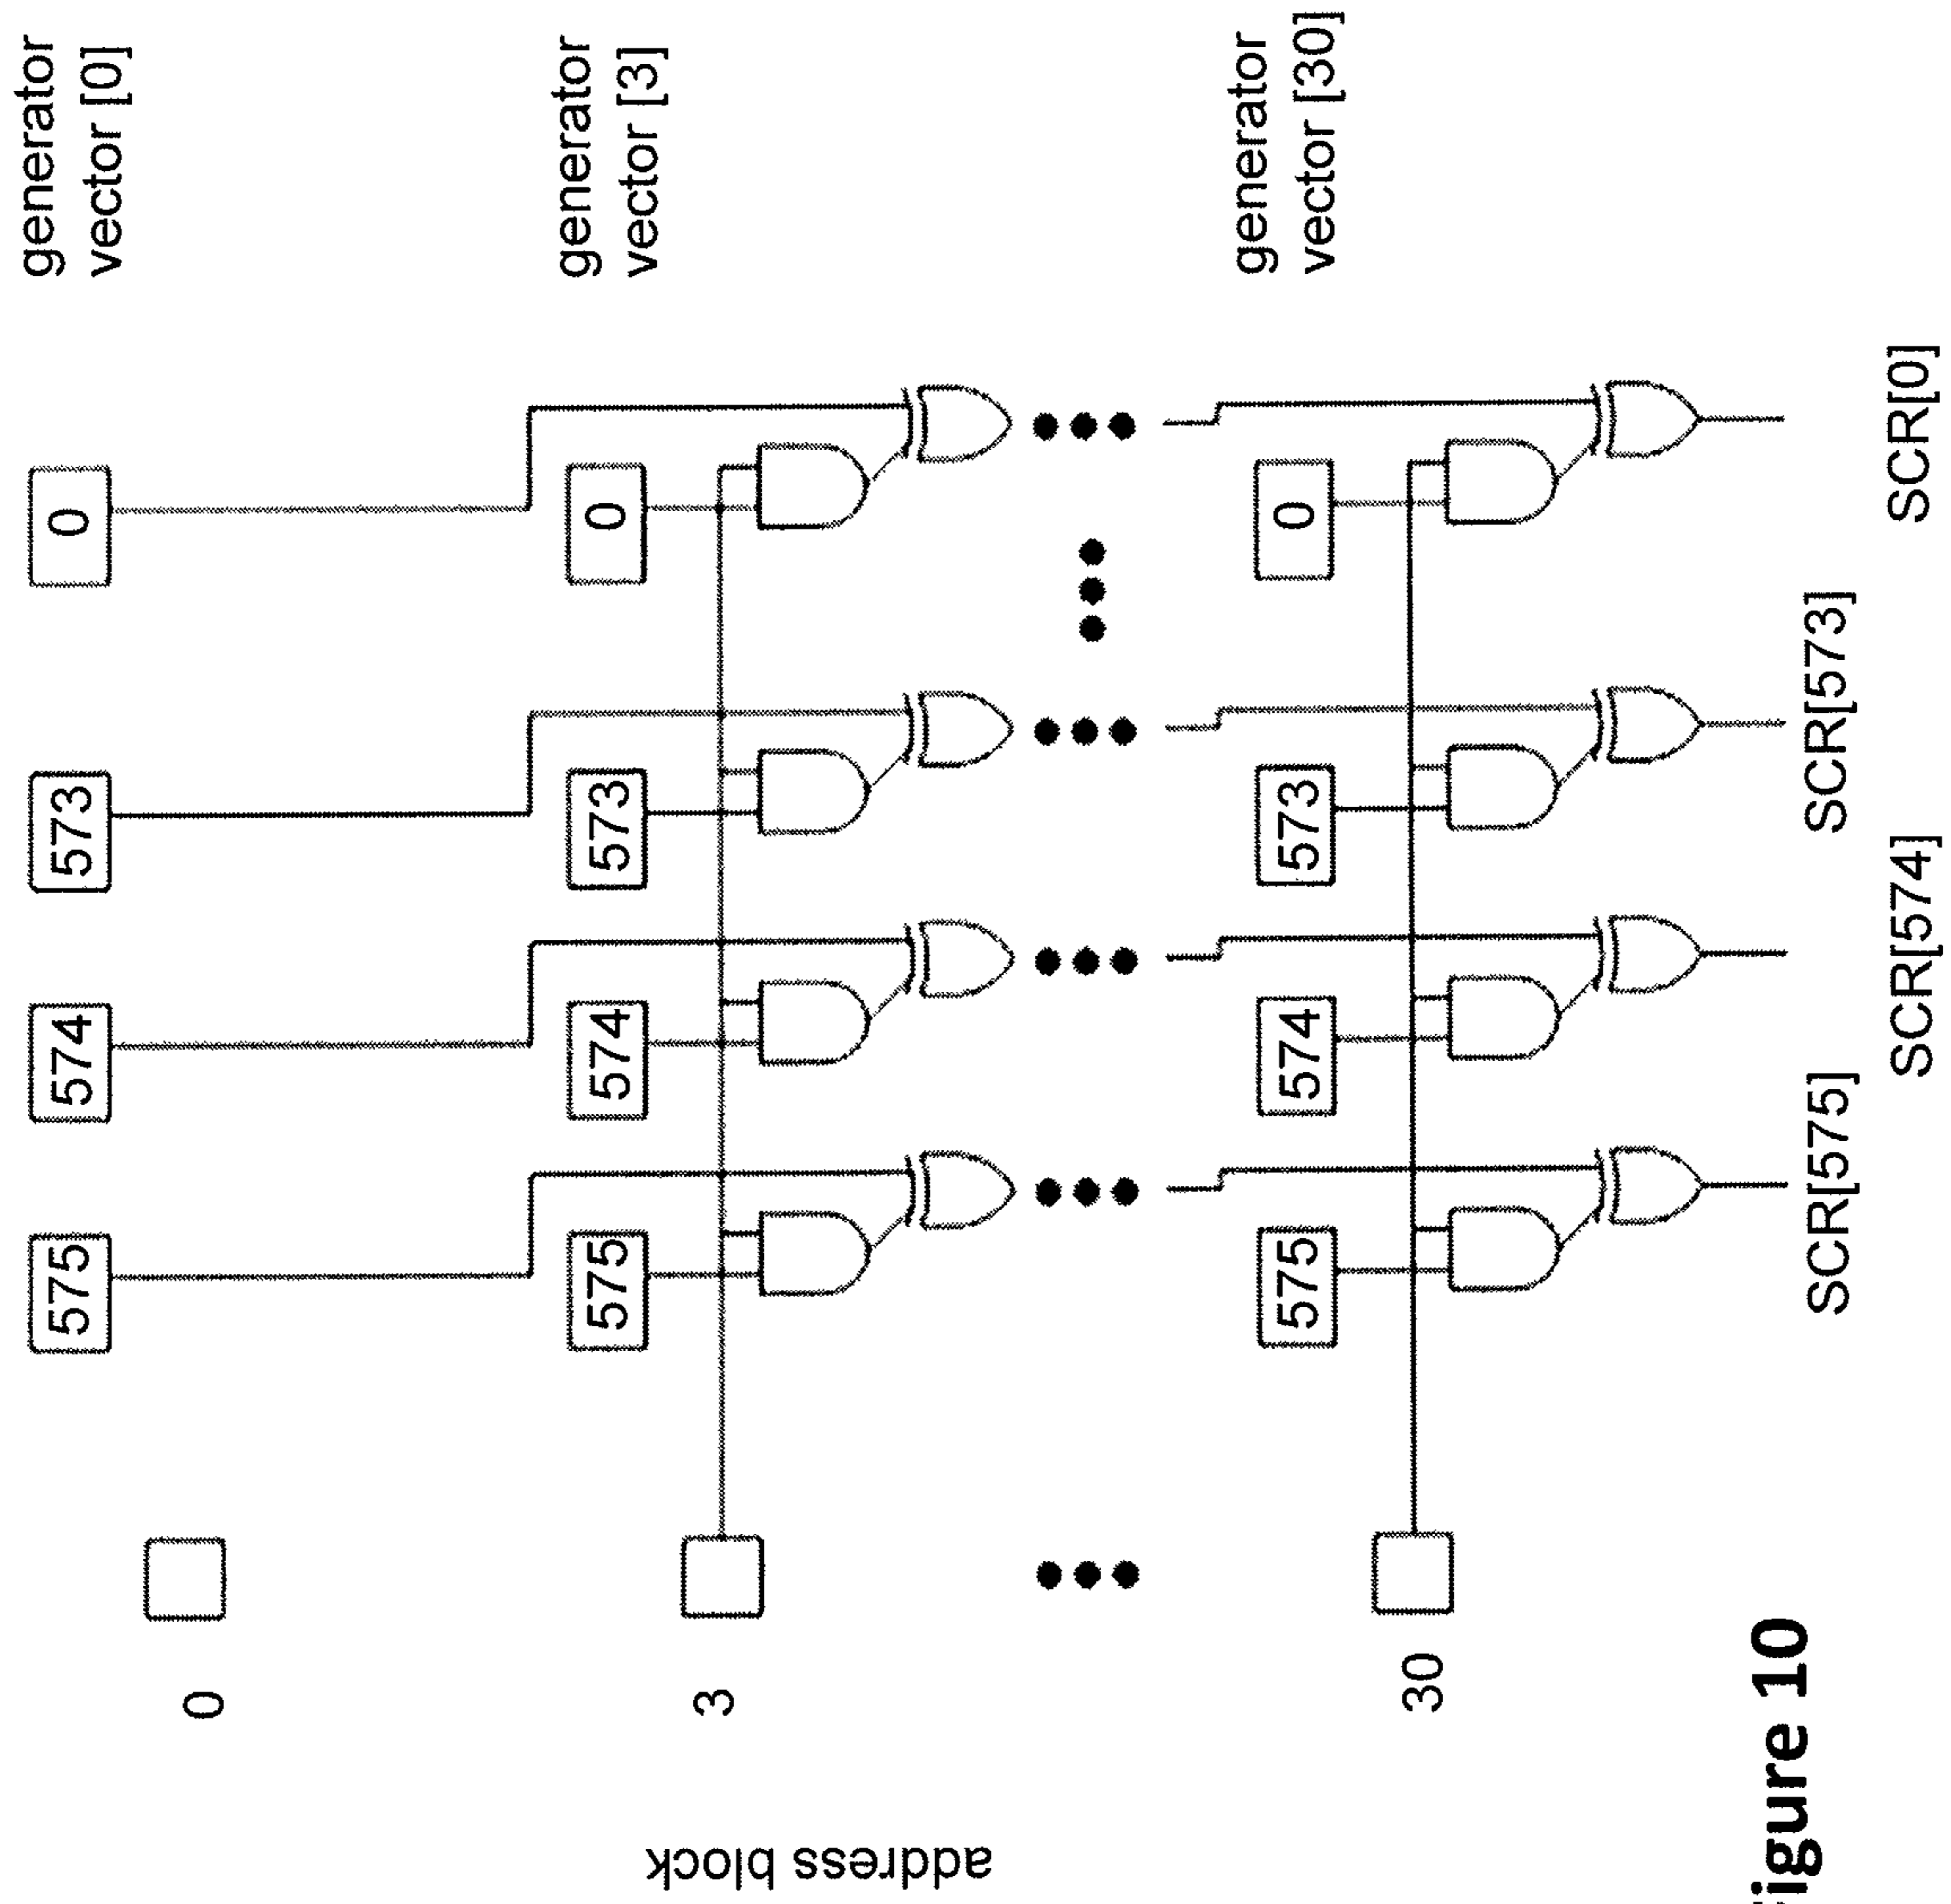 generator
vector [0]
575
574
573
0
0
generator
vector [3]
575
574
573
0
3
address block
generator
vector [30]
575
574
573
0
30
SCR[575]
SCR[574]
SCR[573]
SCR[0]
igure 10